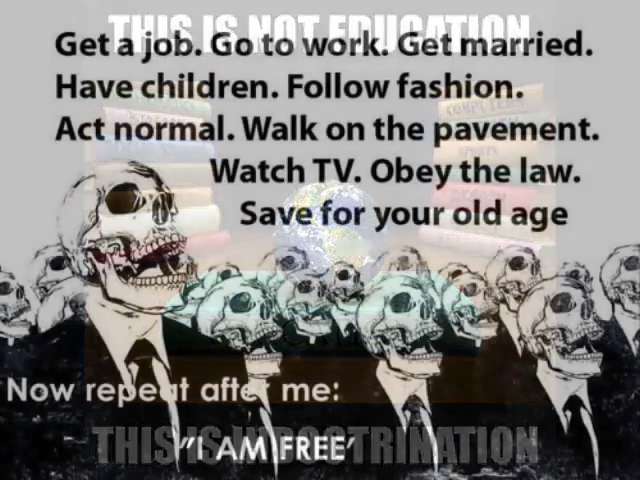 THIS IS NOT EDUCATION
Get a job. Go to work. Get married.
Have children. Follow fashion.
Act normal. Walk on the pavement.
Watch TV. Obey the law.
Save for your old age
Now repeat after me:
"I AM FREE"
THIS IS INDOCTRINATION